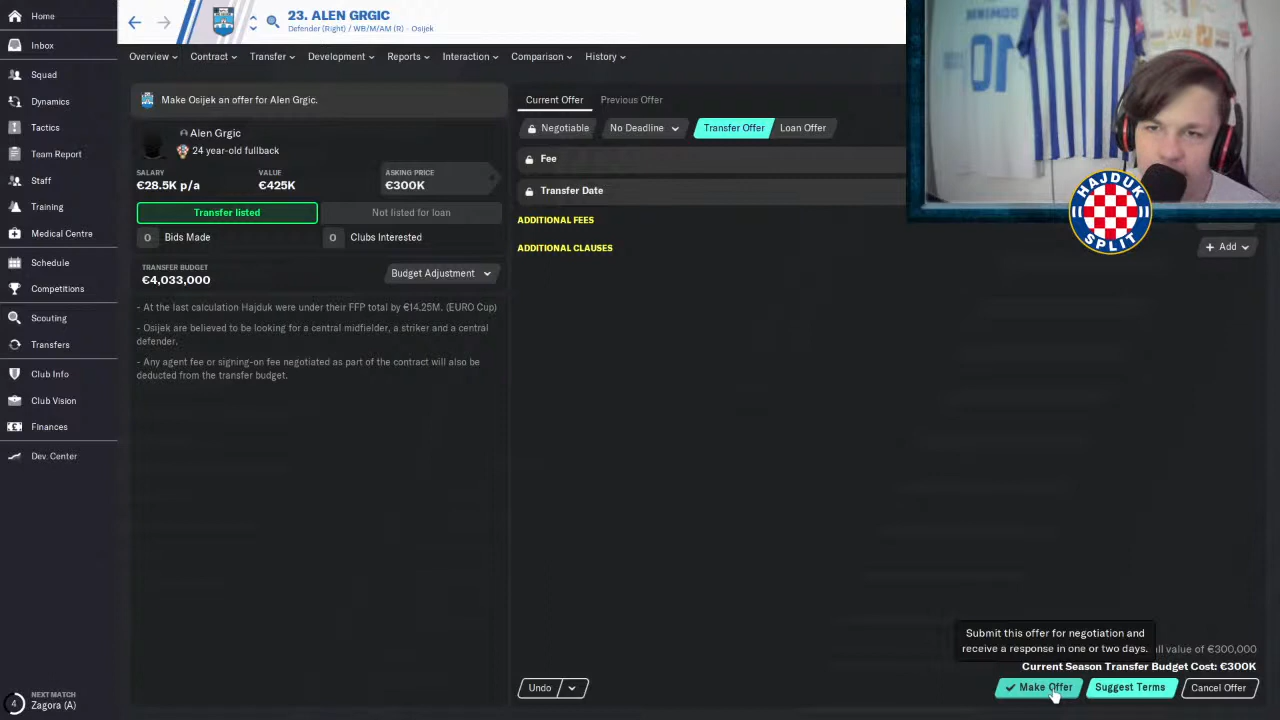 Home
Inbox
Squad
Dynamics
Tactics
Team Report
Staff
Training
Medical Centre
Schedule
Competitions
Scouting
Transfers
Club Info
Club Vision
Finances
Dev. Center
4
NEXT MATCH
Zagora (A)
23. ALEN GRGIC
Defender (Right) / WB/M/AM (R) - Osijek
Overview Contract Transfer Development Reports Interaction Comparison History
Make Osijek an offer for Alen Grgic.
Alen Grgic
24 year-old fullback
SALARY VALUE ASKING PRICE
€28.5K p/a €425K €300K
Transfer listed Not listed for loan
0 Bids Made 0 Clubs Interested
TRANSFER BUDGET
€4,033,000
Budget Adjustment
- At the last calculation Hajduk were under their FFP total by €14.25M. (EURO Cup)
- Osijek are believed to be looking for a central midfielder, a striker and a central
defender.
- Any agent fee or signing-on fee negotiated as part of the contract will also be
deducted from the transfer budget.
Current Offer Previous Offer
Negotiable No Deadline Transfer Offer Loan Offer
Fee
Transfer Date
ADDITIONAL FEES
ADDITIONAL CLAUSES
+ Add
10
HAJDUK
SPLIT
Submit this offer for negotiation and
receive a response in one or two days.
all value of €300,000
Current Season Transfer Budget Cost: €300K
Undo Make Offer Suggest Terms Cancel Offer